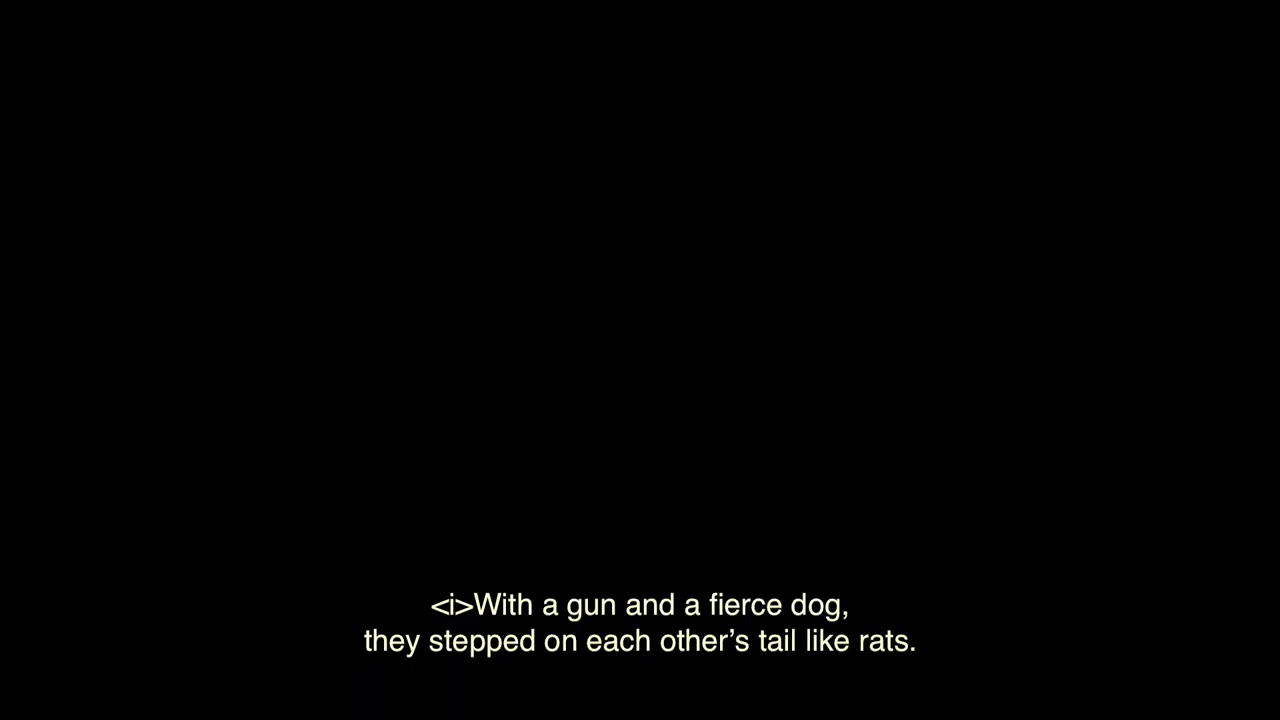 <i>With a gun and a fierce dog,
they stepped on each other’s tail like rats.